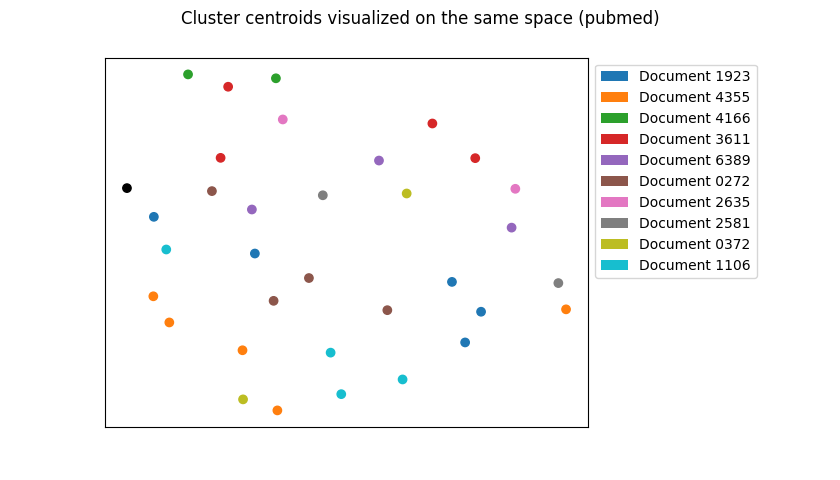 Cluster centroids visualized on the same space (pubmed)
Document 1923
Document 4355
Document 4166
Document 3611
Document 6389
Document 0272
Document 2635
Document 2581
Document 0372
Document 1106